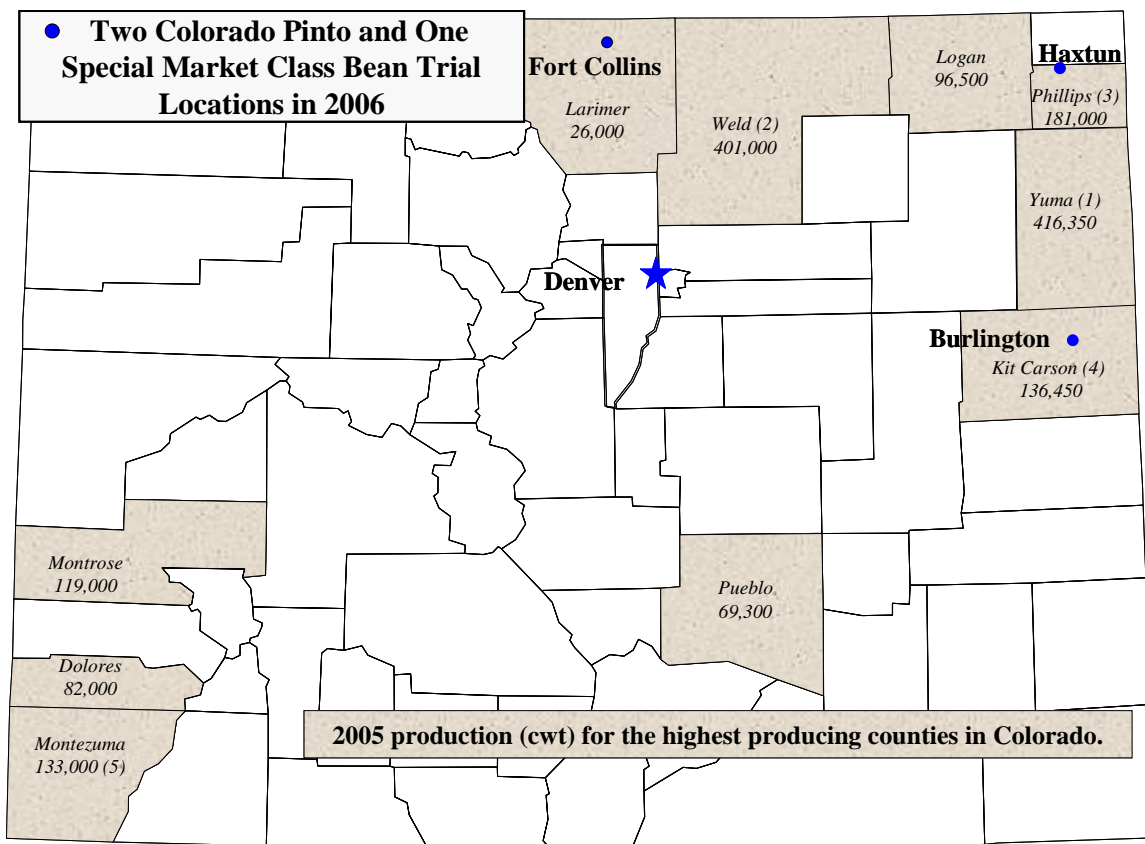 Two Colorado Pinto and One
Special Market Class Bean Trial
Locations in 2006
Fort Collins
Larimer
26,000
Weld (2)
401,000
Logan
96,500
Haxtun
Phillips (3)
181,000
Yuma (1)
416,350
Denver
Burlington
Kit Carson (4)
136,450
Montrose
119,000
Pueblo
69,300
Dolores
82,000
Montezuma
133,000 (5)
2005 production (cwt) for the highest producing counties in Colorado.